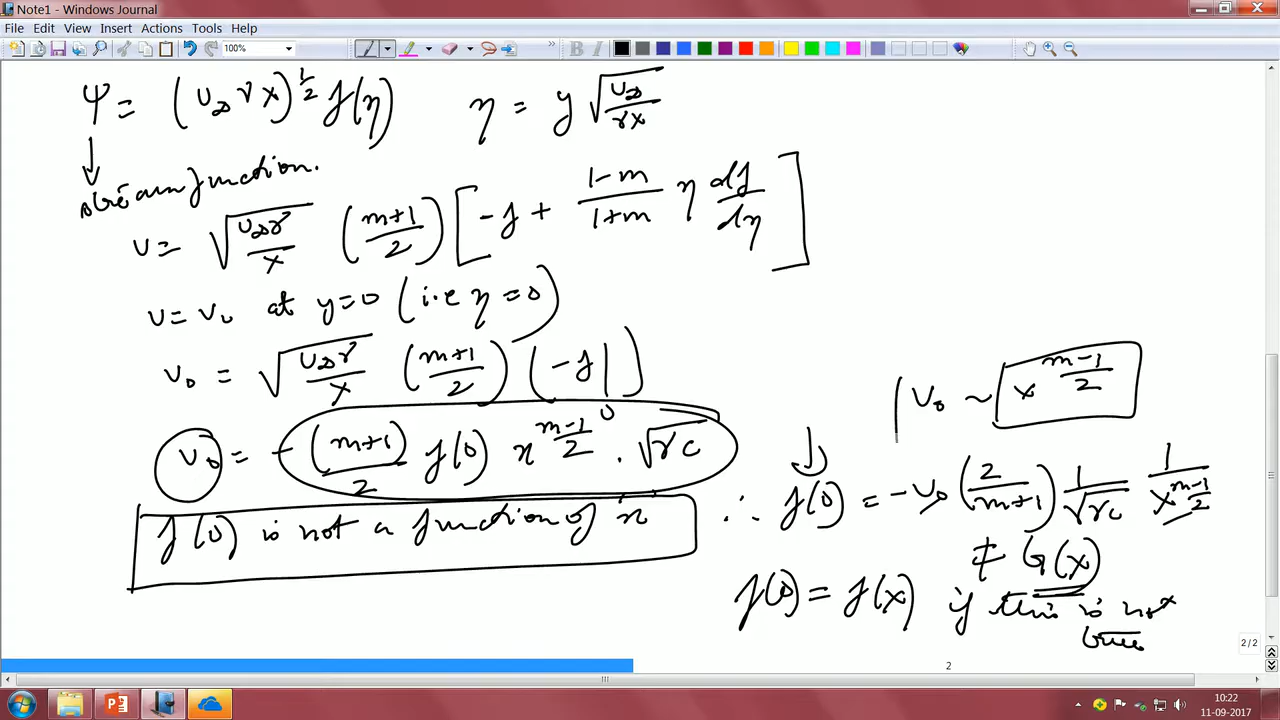 Note1 - Windows Journal
File Edit View Insert Actions Tools Help
100%
B I
Ψ = (U∞ ν x)^{1/2} f(η)    η = y √(U∞/νx)
↓
stream function.
v = √(U∞ν/x) ((m+1)/2) [-f + (1-m)/(1+m) η df/dη]
v = v₀ at y=0 (i.e η=0)
v₀ = √(U∞ν/x) ((m+1)/2) (-f|₀)
v₀ = -((m+1)/2) f(0) x^{(m-1)/2} · √(νc)
f(0) is not a function of x
v₀ ~ x^{(m-1)/2}
↓
∴ f(0) = -v₀ (2/(m+1)) 1/√(νc) 1/x^{(m-1)/2}
≠ G(x)
f(0) = f(x) if this is not
true
2/2
2
10:22
11-09-2017